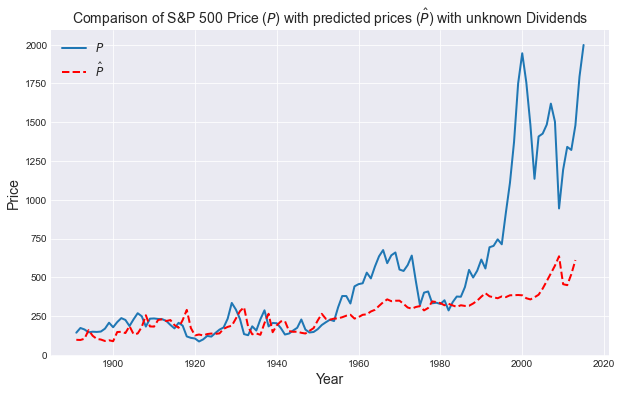 Comparison of S&P 500 Price (P) with predicted prices (P̂) with unknown Dividends
P
P̂
2000
1750
1500
1250
1000
750
500
250
0
Price
1900 1920 1940 1960 1980 2000 2020
Year